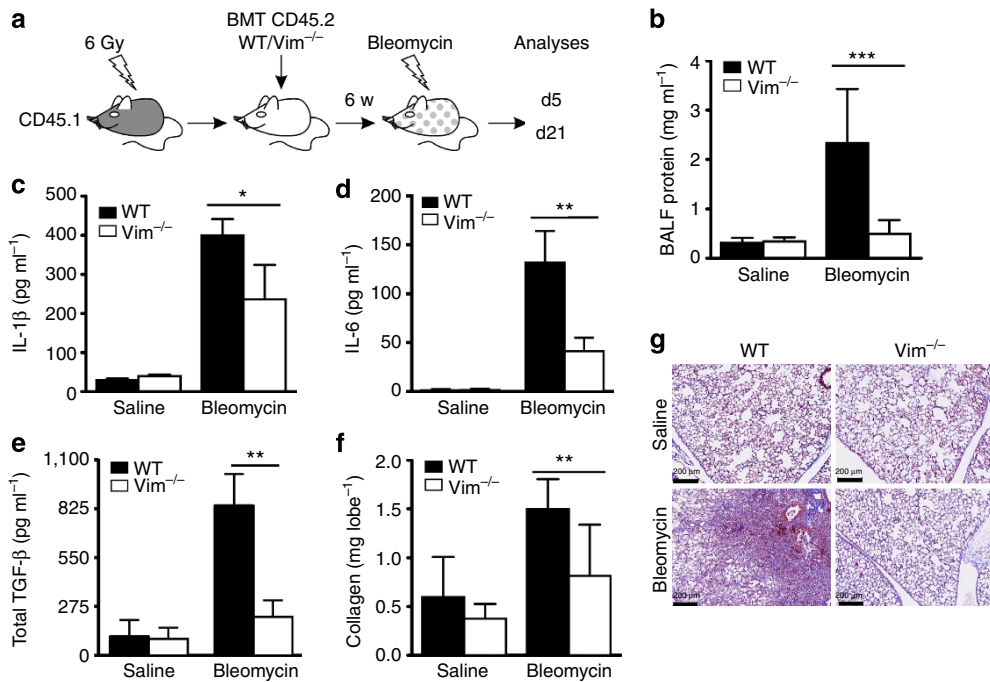 a
6 Gy
CD45.1
BMT CD45.2
WT/Vim−/−
6 w
Bleomycin
Analyses
d5
d21
b
BALF protein (mg ml−1)
4
3
2
1
0
WT
Vim−/−
***
Saline
Bleomycin
c
IL-1β (pg ml−1)
500
400
300
200
100
0
WT
Vim−/−
*
Saline
Bleomycin
d
IL-6 (pg ml−1)
200
150
100
50
0
WT
Vim−/−
**
Saline
Bleomycin
e
Total TGF-β (pg ml−1)
1,100
825
550
275
0
WT
Vim−/−
**
Saline
Bleomycin
f
Collagen (mg lobe−1)
2.0
1.5
1.0
0.5
0.0
WT
Vim−/−
**
Saline
Bleomycin
g
WT
Vim−/−
Saline
200 μm
200 μm
Bleomycin
200 μm
200 μm